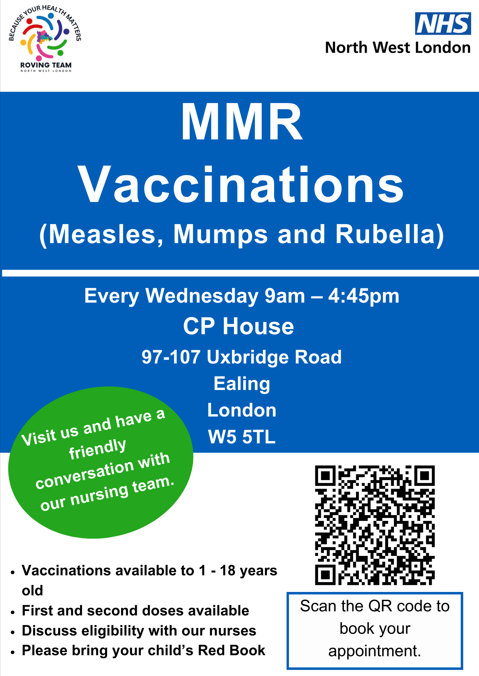 BECAUSE YOUR HEALTH MATTERS
ROVING TEAM
NORTH WEST LONDON
NHS
North West London
MMR
Vaccinations
(Measles, Mumps and Rubella)
Every Wednesday 9am – 4:45pm
CP House
97-107 Uxbridge Road
Ealing
London
W5 5TL
Visit us and have a
friendly
conversation with
our nursing team.
• Vaccinations available to 1 - 18 years
old
• First and second doses available
• Discuss eligibility with our nurses
• Please bring your child’s Red Book
Scan the QR code to
book your
appointment.